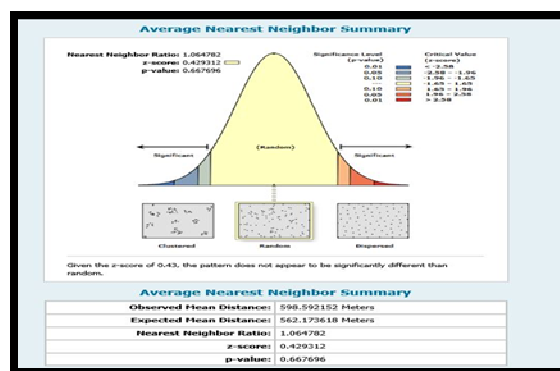 Average Nearest Neighbor Summary
Nearest Neighbor Ratio: 1.064782
z-score: 0.429312
p-value: 0.667696
Significance Level
(p-value)
Critical Value
(z-score)
0.01 < -2.58
0.05 -2.58 - -1.96
0.10 -1.96 - -1.65
-1.65 - 1.65
0.10 1.65 - 1.96
0.05 1.96 - 2.58
0.01 > 2.58
Significant
(Random)
Significant
Clustered
Random
Dispersed
Given the z-score of 0.43, the pattern does not appear to be significantly different than
random.
Average Nearest Neighbor Summary
Observed Mean Distance: 598.592152 Meters
Expected Mean Distance: 562.173618 Meters
Nearest Neighbor Ratio: 1.064782
z-score: 0.429312
p-value: 0.667696